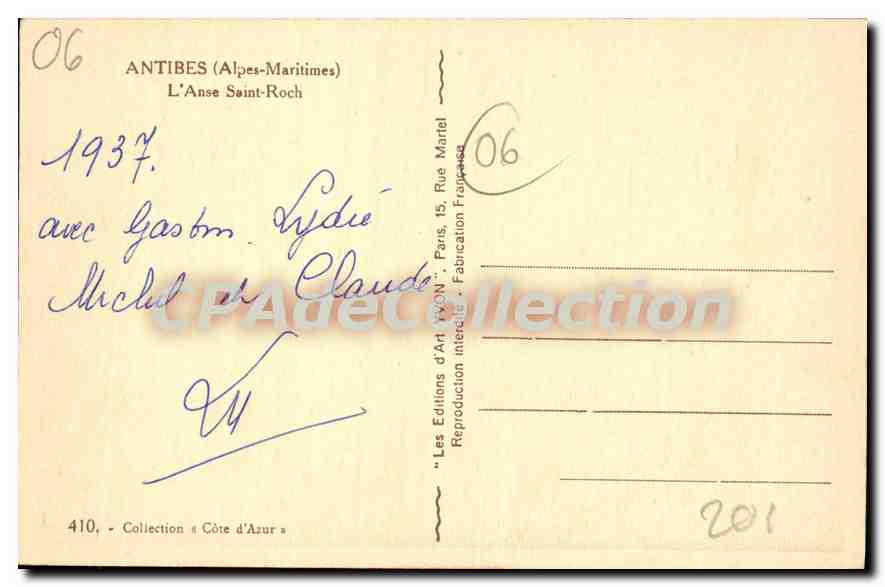 06
ANTIBES (Alpes-Maritimes)
L'Anse Saint-Roch
1937.
avec Gaston Lydie
Michel et Claude
410. - Collection « Côte d'Azur »
"Les Editions d'Art YVON", Paris, 15, Rue Martel
Reproduction interdite - Fabrication Française
06
201
CPAdeCollection